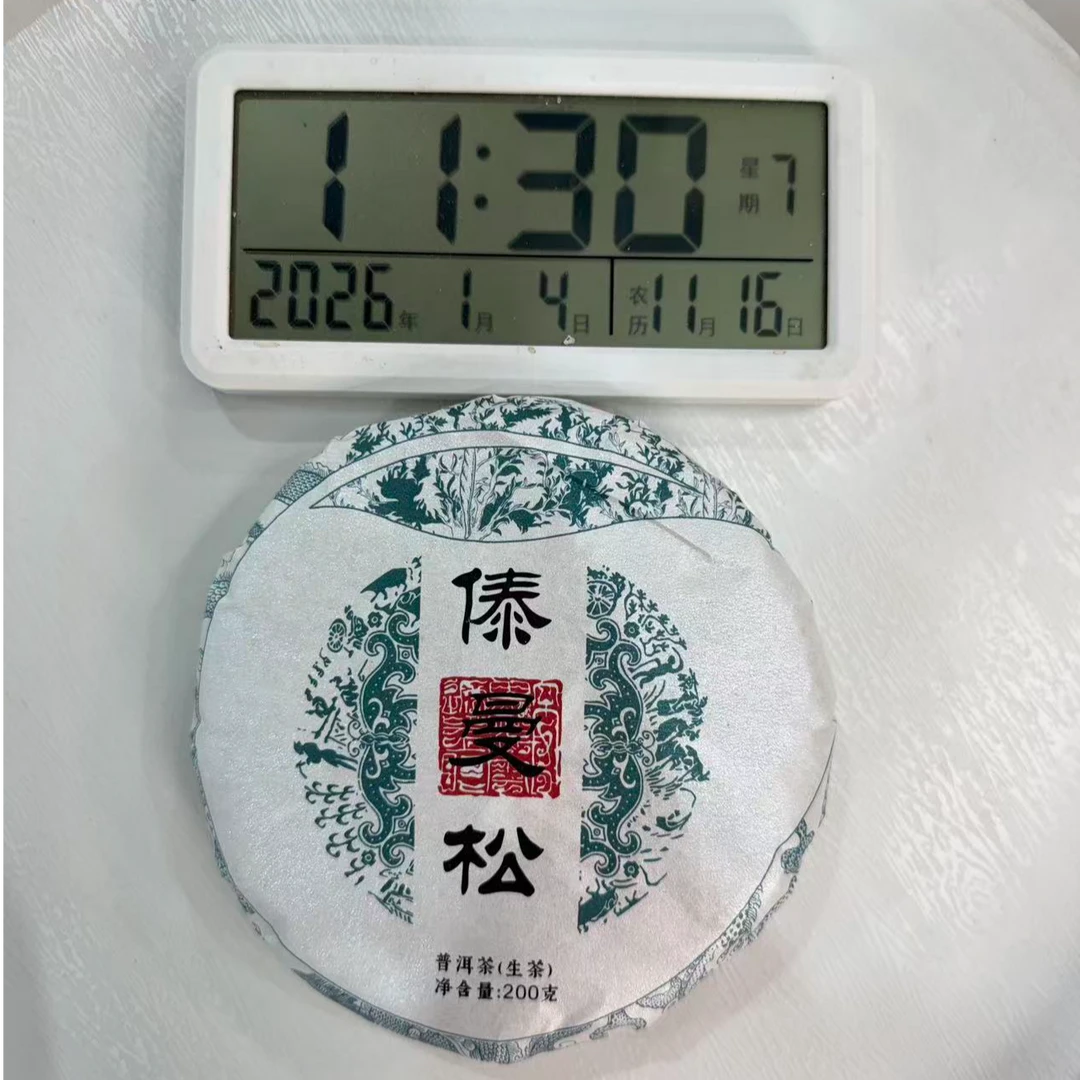 11:30 星期 7
2026年 1月 4日 农历 11月 16日
傣
曼
松
普洱茶(生茶)
净含量:200克